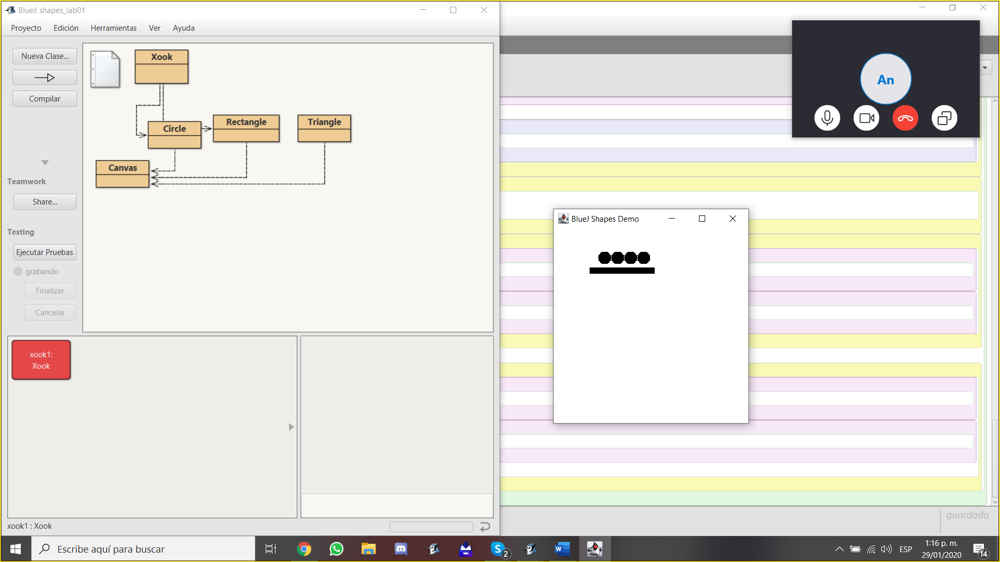 BlueJ: shapes_lab01
Proyecto Edición Herramientas Ver Ayuda
Nueva Clase...
Compilar
Teamwork
Share...
Testing
Ejecutar Pruebas
grabando
Finalizar
Cancelar
Xook
Circle
Rectangle
Triangle
Canvas
xook1:
Xook
xook1 : Xook
An
BlueJ Shapes Demo
guardado
Escribe aquí para buscar
S 2
W
ESP
1:16 p. m.
29/01/2020
14